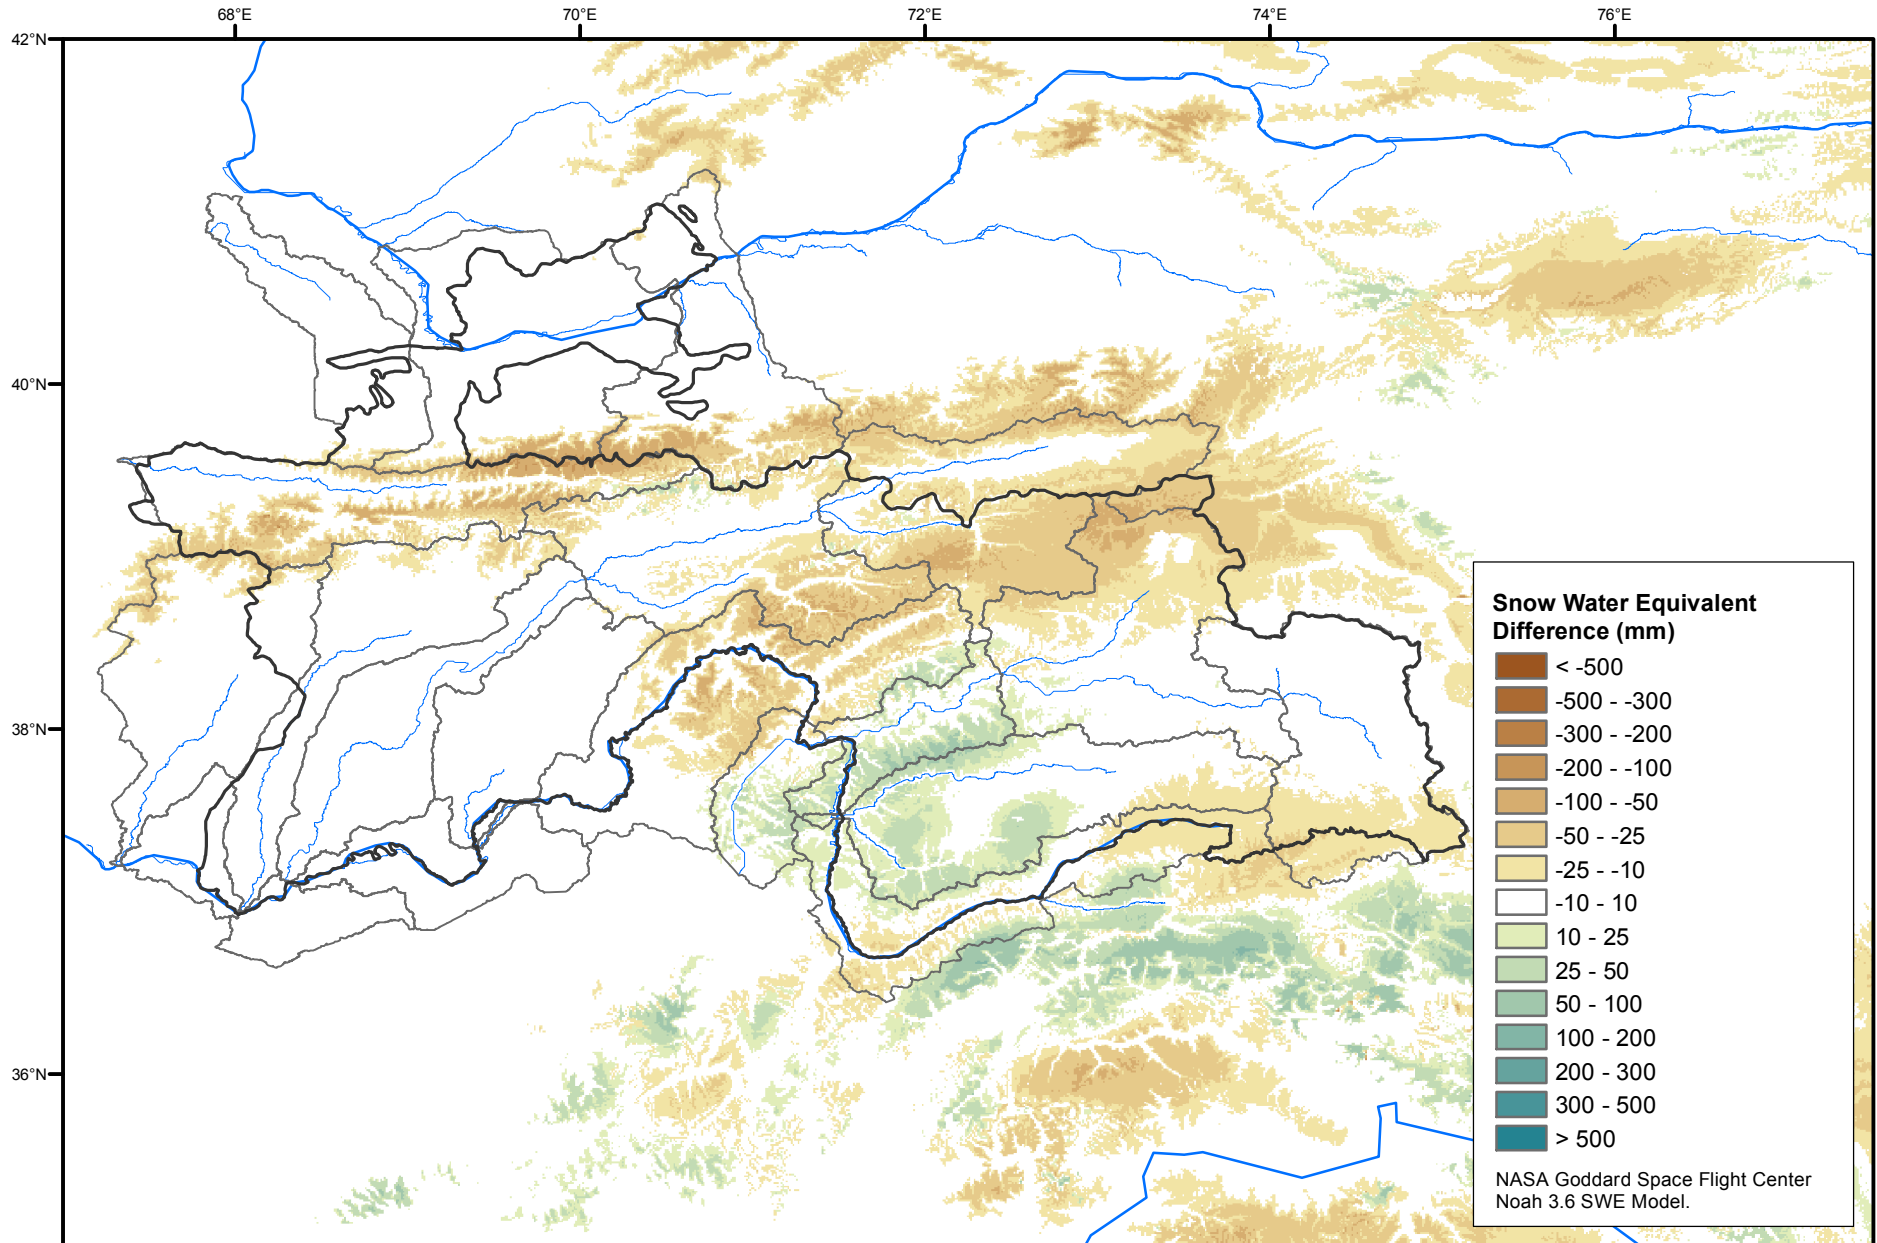 68°E
70°E
72°E
74°E
76°E
42°N
40°N
38°N
36°N
Snow Water Equivalent
Difference (mm)
< -500
-500 - -300
-300 - -200
-200 - -100
-100 - -50
-50 - -25
-25 - -10
-10 - 10
10 - 25
25 - 50
50 - 100
100 - 200
200 - 300
300 - 500
> 500
NASA Goddard Space Flight Center
Noah 3.6 SWE Model.